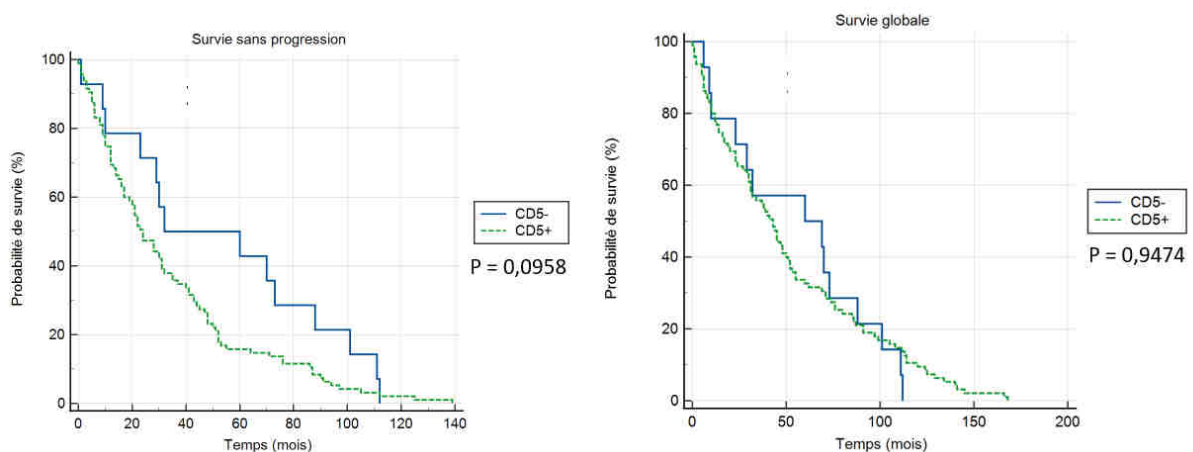 Survie sans progression
Probabilité de survie (%)
100
80
60
40
20
0
0 20 40 60 80 100 120 140
Temps (mois)
CD5-
CD5+
P = 0,0958
Survie globale
Probabilité de survie (%)
100
80
60
40
20
0
0 50 100 150 200
Temps (mois)
CD5-
CD5+
P = 0,9474